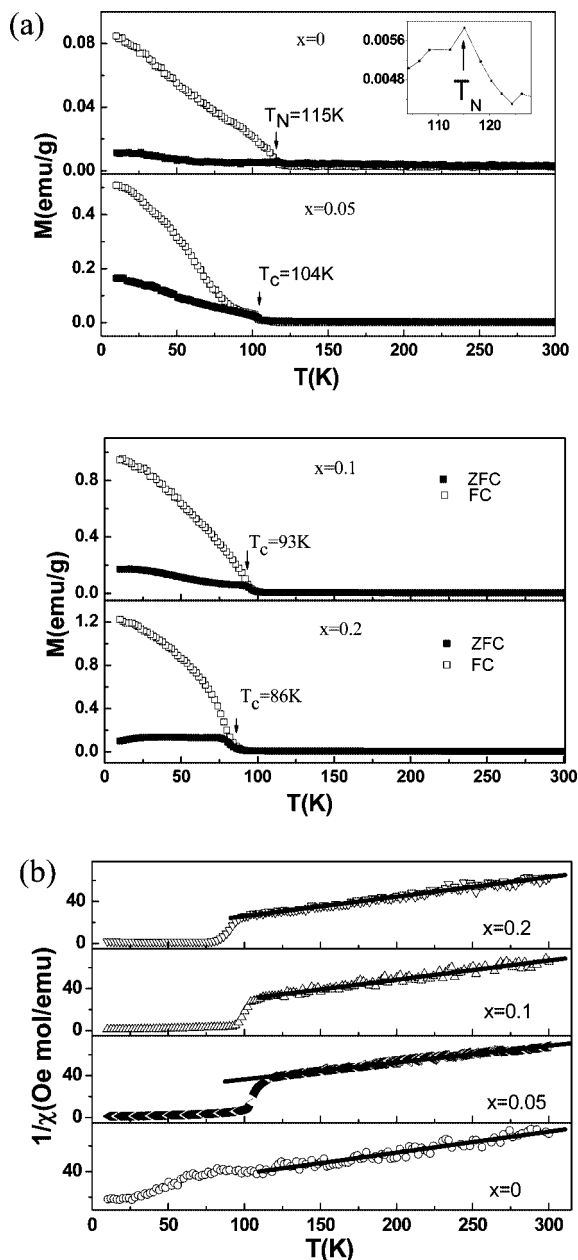 (a)
x=0
0.08
0.04
0.00
T_N=115K
0.0056
0.0048
T_N
110 120
M(emu/g)
x=0.05
0.4
0.2
0.0
T_c=104K
0 50 100 150 200 250 300
T(K)
x=0.1
0.8
0.4
0.0
ZFC
FC
T_c=93K
M(emu/g)
x=0.2
1.2
0.6
0.0
ZFC
FC
T_c=86K
0 50 100 150 200 250 300
T(K)
(b)
1/χ(Oe mol/emu)
40
0
x=0.2
40
0
x=0.1
40
0
x=0.05
40
x=0
0 50 100 150 200 250 300
T(K)